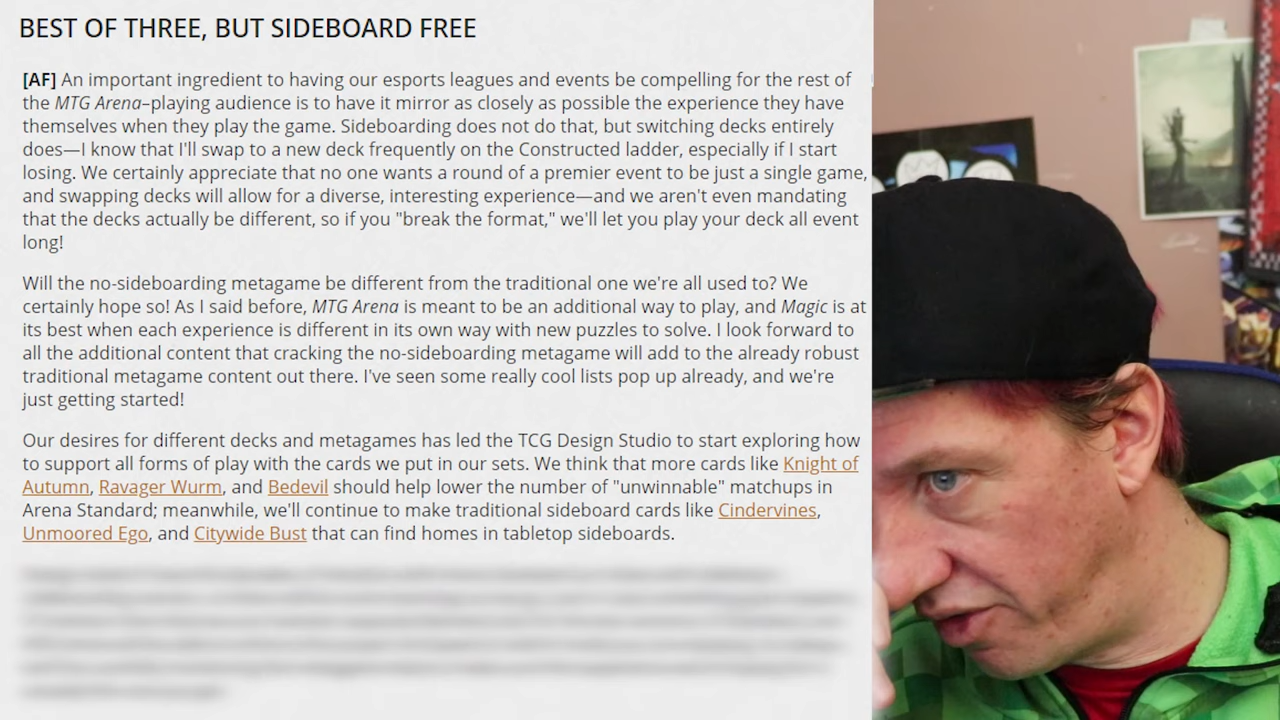 BEST OF THREE, BUT SIDEBOARD FREE
[AF] An important ingredient to having our esports leagues and events be compelling for the rest of
the MTG Arena–playing audience is to have it mirror as closely as possible the experience they have
themselves when they play the game. Sideboarding does not do that, but switching decks entirely
does—I know that I'll swap to a new deck frequently on the Constructed ladder, especially if I start
losing. We certainly appreciate that no one wants a round of a premier event to be just a single game,
and swapping decks will allow for a diverse, interesting experience—and we aren't even mandating
that the decks actually be different, so if you "break the format," we'll let you play your deck all event
long!
Will the no-sideboarding metagame be different from the traditional one we're all used to? We
certainly hope so! As I said before, MTG Arena is meant to be an additional way to play, and Magic is at
its best when each experience is different in its own way with new puzzles to solve. I look forward to
all the additional content that cracking the no-sideboarding metagame will add to the already robust
traditional metagame content out there. I've seen some really cool lists pop up already, and we're
just getting started!
Our desires for different decks and metagames has led the TCG Design Studio to start exploring how
to support all forms of play with the cards we put in our sets. We think that more cards like Knight of
Autumn, Ravager Wurm, and Bedevil should help lower the number of "unwinnable" matchups in
Arena Standard; meanwhile, we'll continue to make traditional sideboard cards like Cindervines,
Unmoored Ego, and Citywide Bust that can find homes in tabletop sideboards.